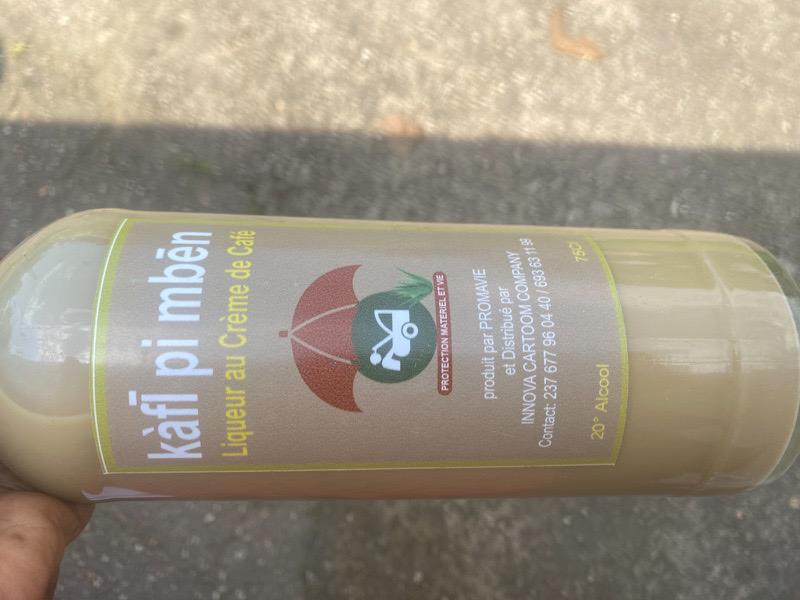 kàfī pi mbēn
Liqueur au Crème de Café
PROTECTION MATERIEL ET VIE
produit par PROMAVIE
et Distribué par
INNOVA CARTOOM COMPANY
Contact: 237 677 96 04 40 / 693 63 11 98
20° Alcool 75Cl